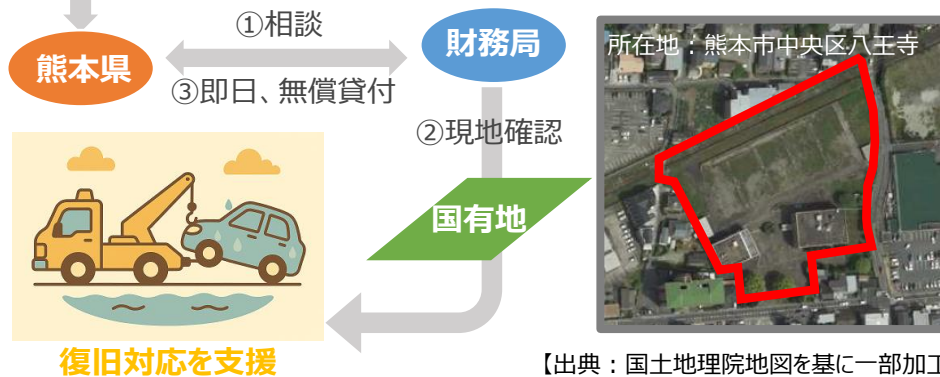 ①相談
熊本県
財務局
③即日、無償貸付
②現地確認
国有地
復旧対応を支援
所在地:熊本市中央区八王寺
【出典:国土地理院地図を基に一部加工